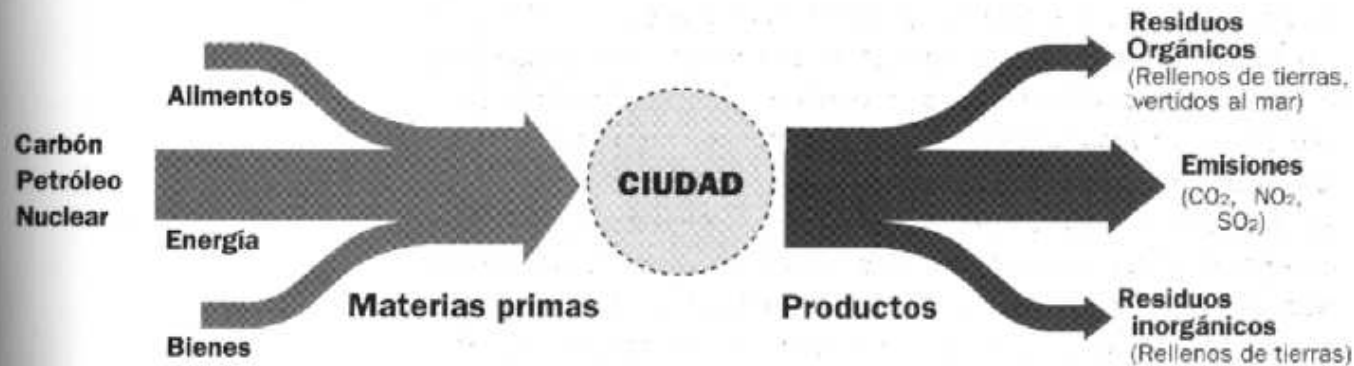 Alimentos
Carbón
Petróleo
Nuclear
Energía
Bienes
Materias primas
CIUDAD
Productos
Residuos
Orgánicos
(Rellenos de tierras,
vertidos al mar)
Emisiones
(CO₂, NO₂,
SO₂)
Residuos
inorgánicos
(Rellenos de tierras)